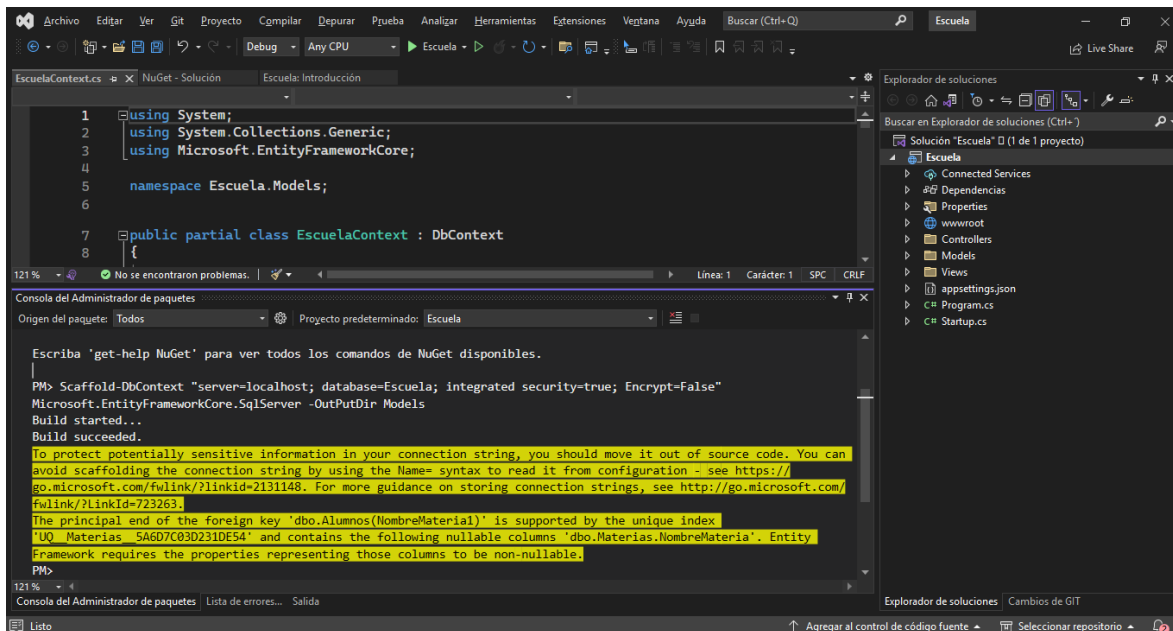 Archivo Editar Ver Git Proyecto Compilar Depurar Prueba Analizar Herramientas Extensiones Ventana Ayuda Buscar (Ctrl+Q) Escuela
Debug Any CPU Escuela Live Share
EscuelaContext.cs NuGet - Solución Escuela: Introducción
1 using System;
2 using System.Collections.Generic;
3 using Microsoft.EntityFrameworkCore;
4
5 namespace Escuela.Models;
6
7 public partial class EscuelaContext : DbContext
8 {
121 % No se encontraron problemas. Línea: 1 Carácter: 1 SPC CRLF
Consola del Administrador de paquetes
Origen del paquete: Todos Proyecto predeterminado: Escuela
Escriba 'get-help NuGet' para ver todos los comandos de NuGet disponibles.
PM> Scaffold-DbContext "server=localhost; database=Escuela; integrated security=true; Encrypt=False"
Microsoft.EntityFrameworkCore.SqlServer -OutPutDir Models
Build started...
Build succeeded.
To protect potentially sensitive information in your connection string, you should move it out of source code. You can
avoid scaffolding the connection string by using the Name= syntax to read it from configuration - see https://
go.microsoft.com/fwlink/?linkid=2131148. For more guidance on storing connection strings, see http://go.microsoft.com/
fwlink/?LinkId=723263.
The principal end of the foreign key 'dbo.Alumnos(NombreMateria1)' is supported by the unique index
'UQ__Materias__5A6D7C03D231DE54' and contains the following nullable columns 'dbo.Materias.NombreMateria'. Entity
Framework requires the properties representing those columns to be non-nullable.
PM>
121 %
Consola del Administrador de paquetes Lista de errores... Salida
Explorador de soluciones
Buscar en Explorador de soluciones (Ctrl+´)
Solución "Escuela" (1 de 1 proyecto)
Escuela
Connected Services
Dependencias
Properties
wwwroot
Controllers
Models
Views
appsettings.json
C# Program.cs
C# Startup.cs
Explorador de soluciones Cambios de GIT
Listo Agregar al control de código fuente Seleccionar repositorio